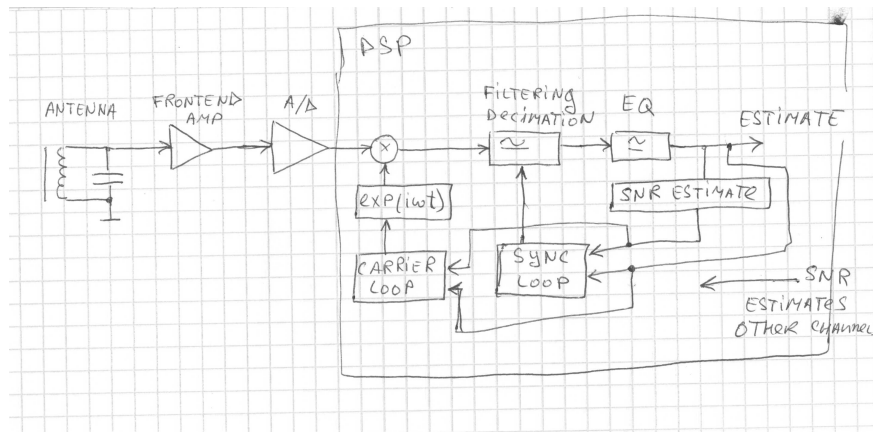 DSP
ANTENNA
FRONTEND
AMP
A/D
FiLTERiNg
DeCiMATiON
EQ
ESTiMATE
×
exp(iωt)
SNR ESTiMATE
CARRiER
LOOP
SYNC
LOOP
SNR
ESTiMATES
OTHER CHANNEL